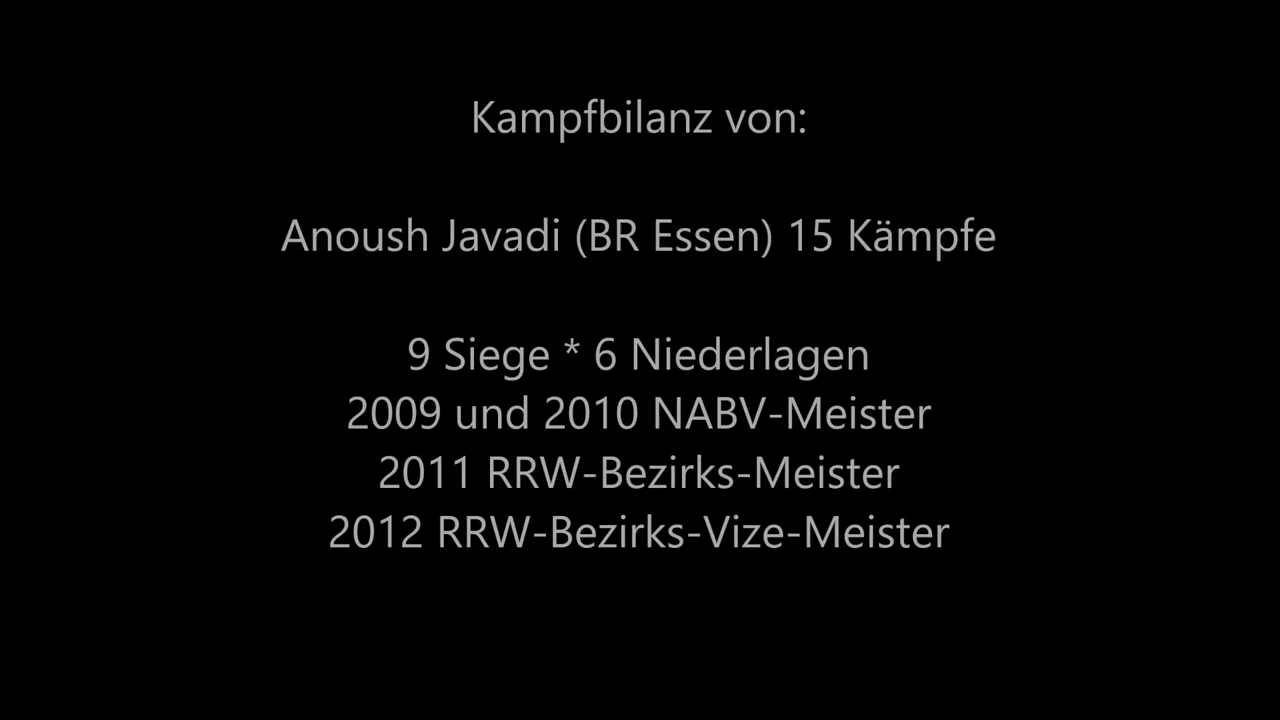 Kampfbilanz von:
Anoush Javadi (BR Essen) 15 Kämpfe
9 Siege * 6 Niederlagen
2009 und 2010 NABV-Meister
2011 RRW-Bezirks-Meister
2012 RRW-Bezirks-Vize-Meister